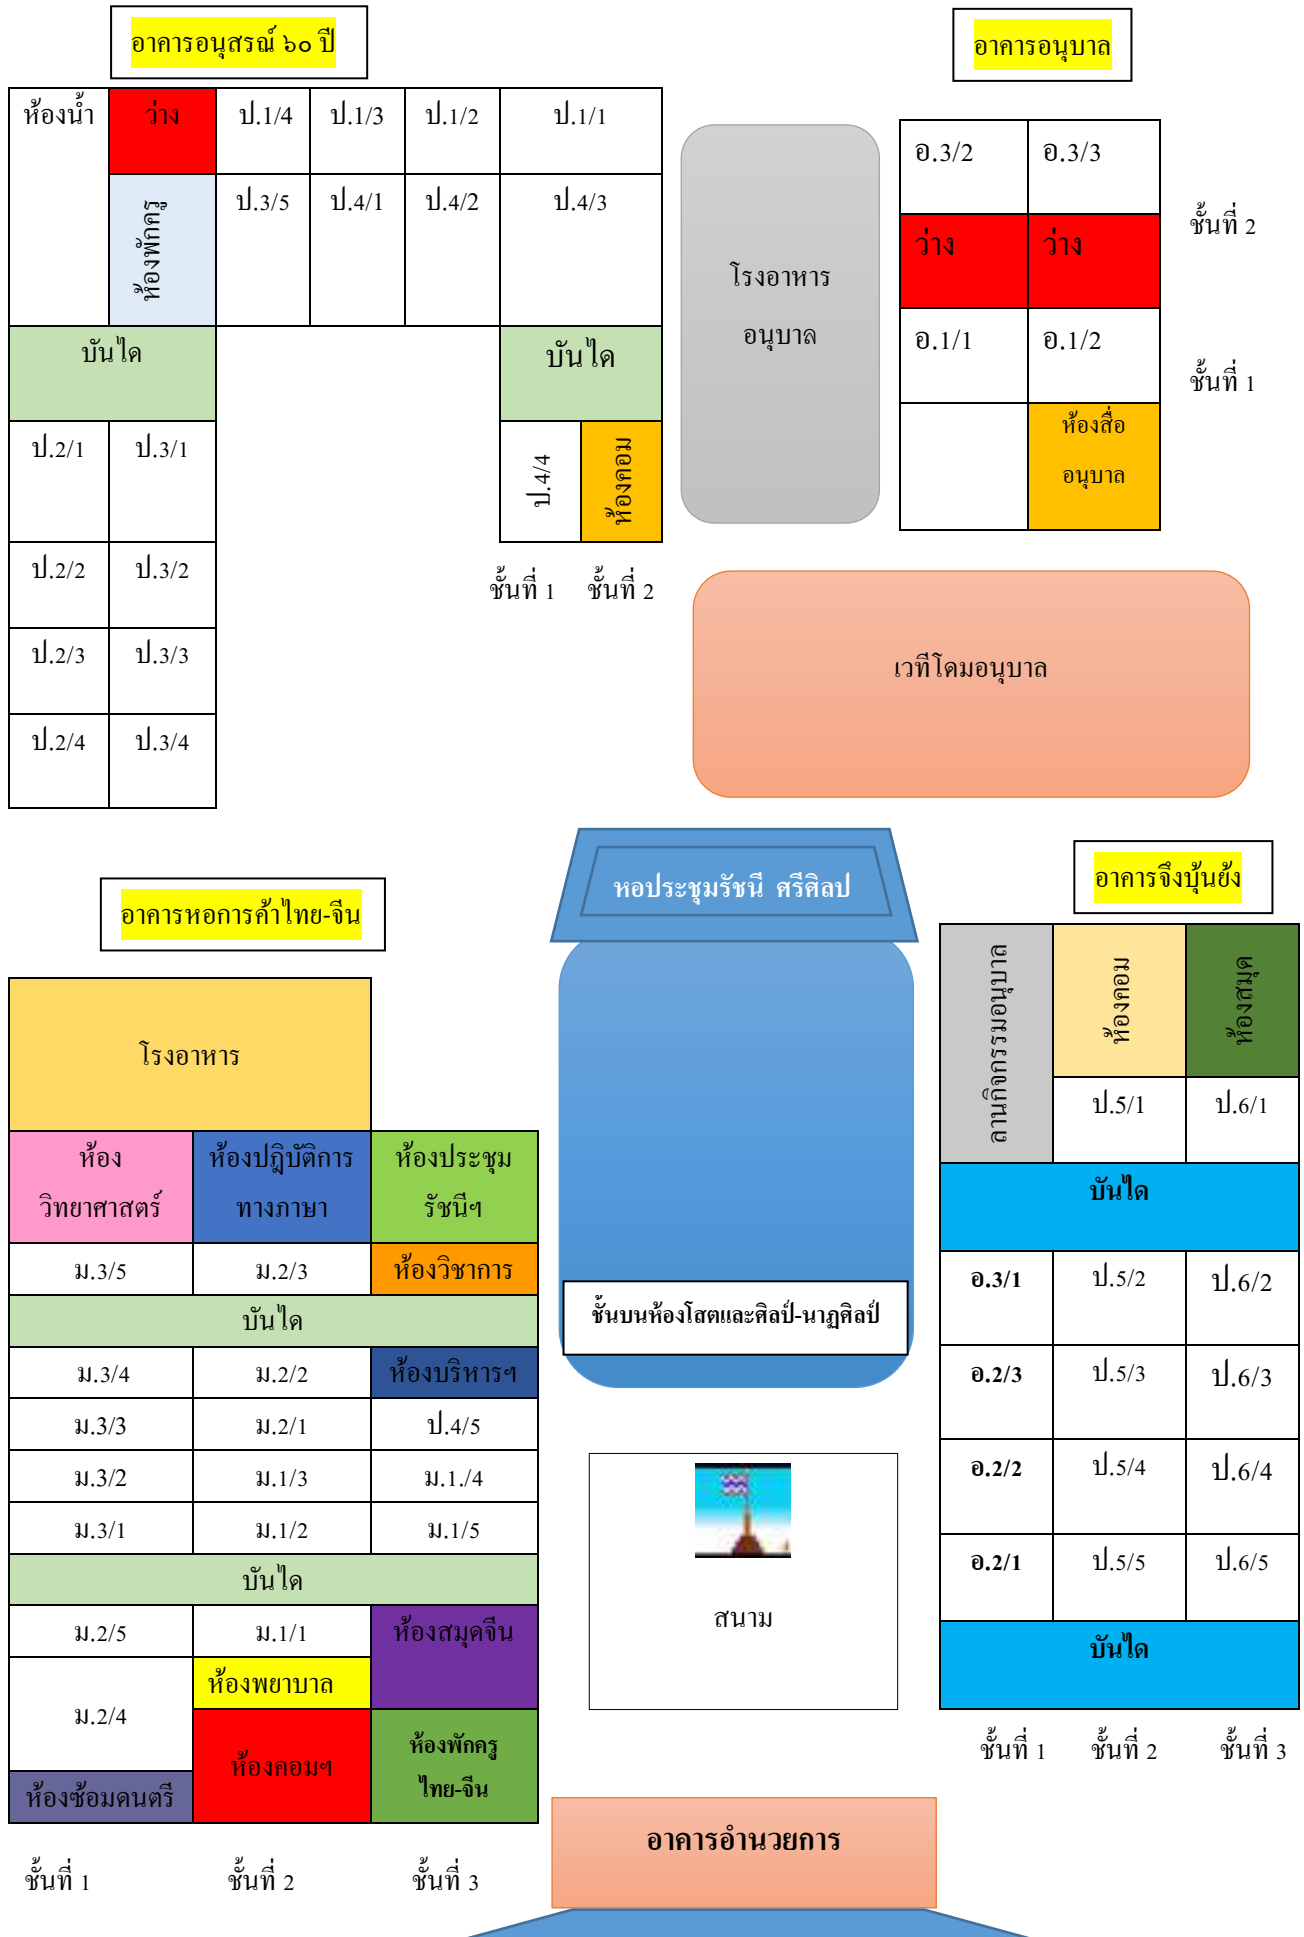 อาคารอนุสรณ์ ๖๐ ปี
อาคารอนุบาล
ห้องน้ำ
ว่าง
ป.1/4
ป.1/3
ป.1/2
ป.1/1
ห้องพักครู
ป.3/5
ป.4/1
ป.4/2
ป.4/3
บันได
บันได
ป.2/1
ป.3/1
ป.4/4
ห้องคอม
ป.2/2
ป.3/2
ชั้นที่ 1
ชั้นที่ 2
ป.2/3
ป.3/3
ป.2/4
ป.3/4
โรงอาหาร
อนุบาล
อ.3/2
อ.3/3
ชั้นที่ 2
ว่าง
ว่าง
อ.1/1
อ.1/2
ชั้นที่ 1
ห้องสื่อ
อนุบาล
เวทีโดมอนุบาล
อาคารหอการค้าไทย-จีน
โรงอาหาร
ห้อง
วิทยาศาสตร์
ห้องปฎิบัติการ
ทางภาษา
ห้องประชุม
รัชนีฯ
ม.3/5
ม.2/3
ห้องวิชาการ
บันได
ม.3/4
ม.2/2
ห้องบริหารฯ
ม.3/3
ม.2/1
ป.4/5
ม.3/2
ม.1/3
ม.1./4
ม.3/1
ม.1/2
ม.1/5
บันได
ม.2/5
ม.1/1
ห้องสมุดจีน
ห้องพยาบาล
ม.2/4
ห้องคอมฯ
ห้องพักครู
ไทย-จีน
ห้องซ้อมดนตรี
ชั้นที่ 1
ชั้นที่ 2
ชั้นที่ 3
หอประชุมรัชนี ศรีศิลป
ชั้นบนห้องโสตและศิลป์-นาฏศิลป์
สนาม
อาคารอำนวยการ
อาคารจึงบุ้นย้ง
ลานกิจกรรมอนุบาล
ห้องคอม
ห้องสมุด
ป.5/1
ป.6/1
บันได
อ.3/1
ป.5/2
ป.6/2
อ.2/3
ป.5/3
ป.6/3
อ.2/2
ป.5/4
ป.6/4
อ.2/1
ป.5/5
ป.6/5
บันได
ชั้นที่ 1
ชั้นที่ 2
ชั้นที่ 3